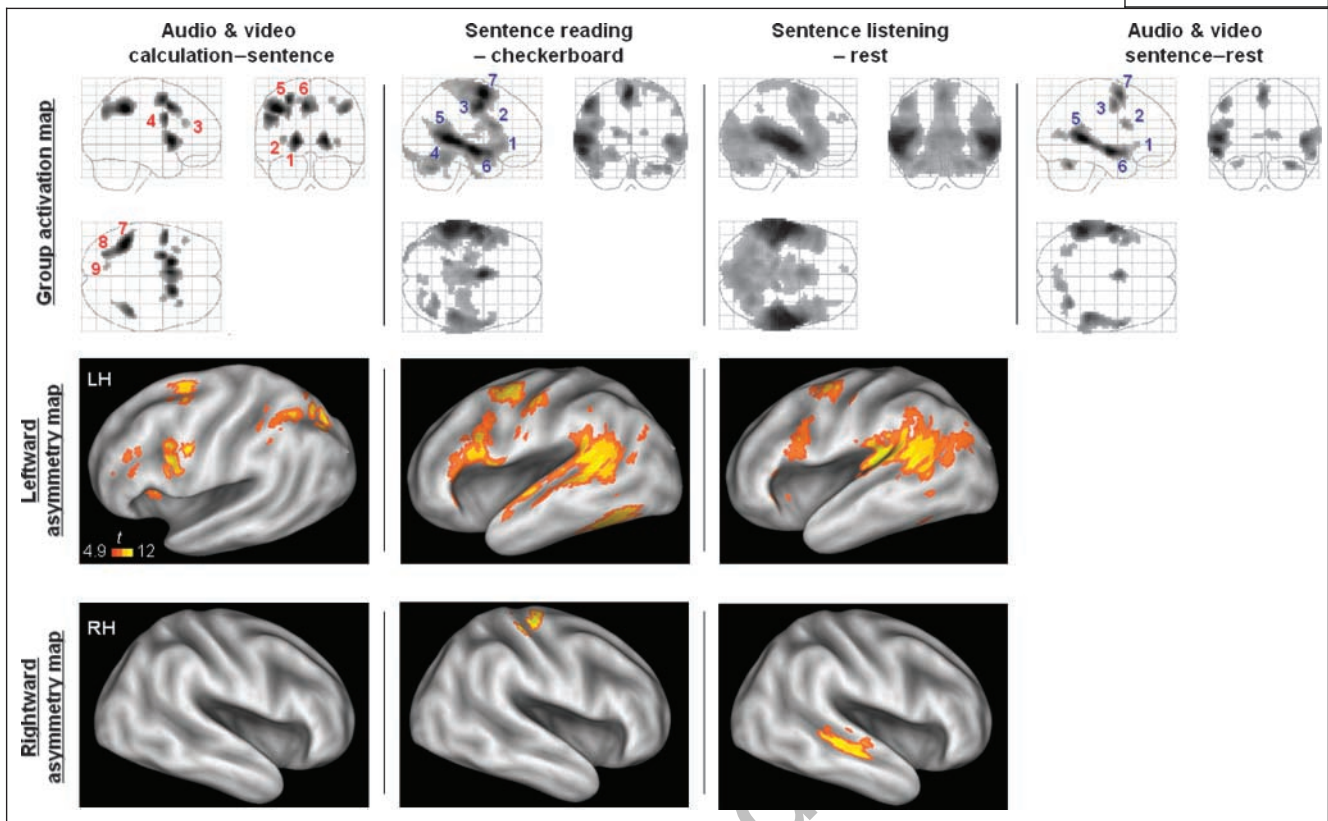 Audio & video
calculation–sentence
Sentence reading
– checkerboard
Sentence listening
– rest
Audio & video
sentence–rest
Group activation map
4
3
5 6
2
1
7
8
9
7
3
2
5
1
4
6
7
3
2
5
1
6
Leftward
asymmetry map
LH
t
4.9 12
Rightward
asymmetry map
RH